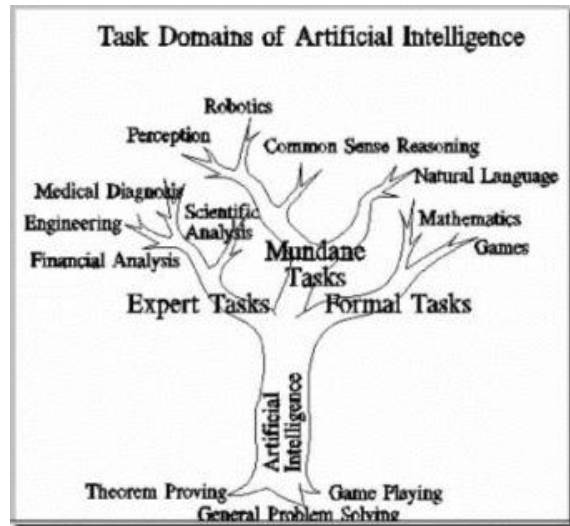 Task Domains of Artificial Intelligence
Robotics
Perception
Common Sense Reasoning
Natural Language
Medical Diagnosis
Scientific
Analysis
Mathematics
Engineering
Games
Financial Analysis
Mundane
Tasks
Expert Tasks
Formal Tasks
Artificial
Intelligence
Theorem Proving
Game Playing
General Problem Solving